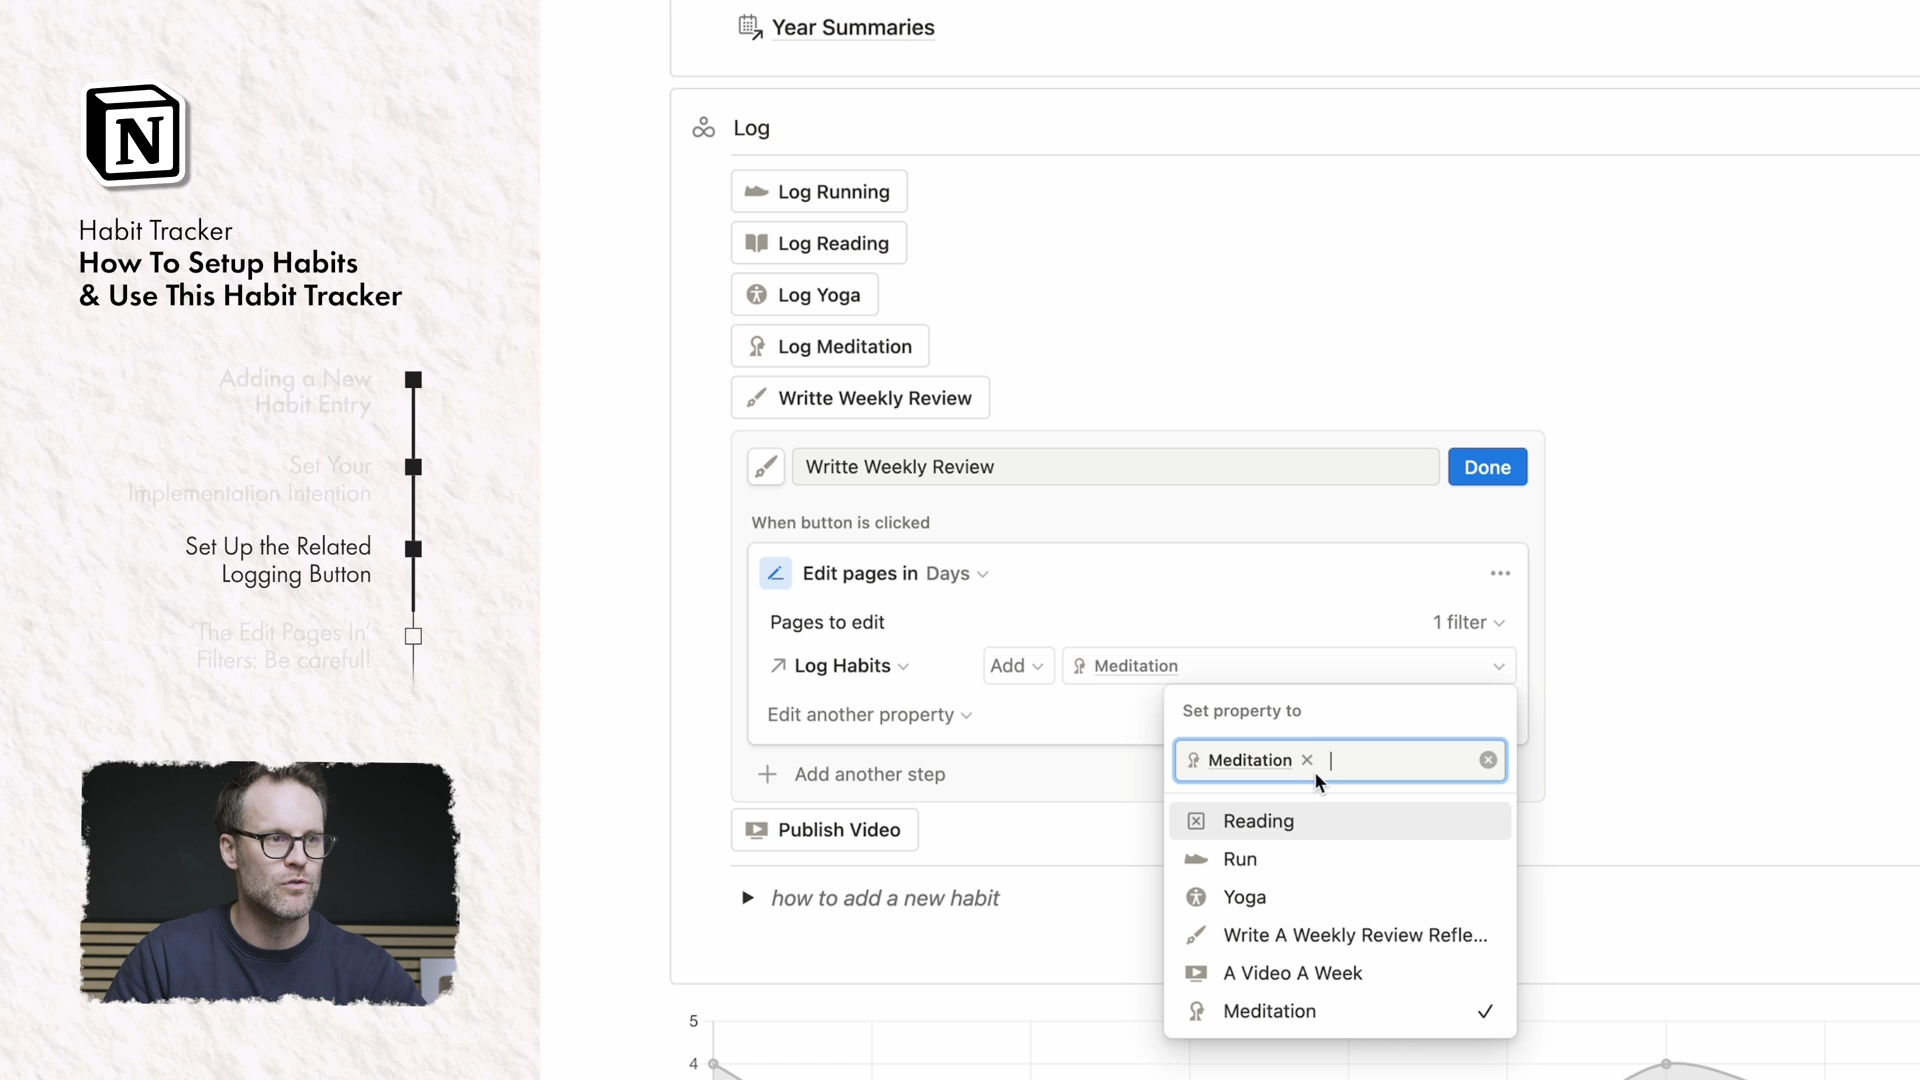 N
Habit Tracker
How To Setup Habits
& Use This Habit Tracker
Adding a New
Habit Entry
Set Your
Implementation Intention
Set Up the Related
Logging Button
'The Edit Pages In'
Filters: Be careful!
Year Summaries
Log
Log Running
Log Reading
Log Yoga
Log Meditation
Writte Weekly Review
Writte Weekly Review
Done
When button is clicked
Edit pages in Days
Pages to edit
1 filter
Log Habits
Add
Meditation
Edit another property
Set property to
Meditation
Add another step
Reading
Run
Yoga
Write A Weekly Review Refle...
A Video A Week
Meditation
Publish Video
how to add a new habit
5
4